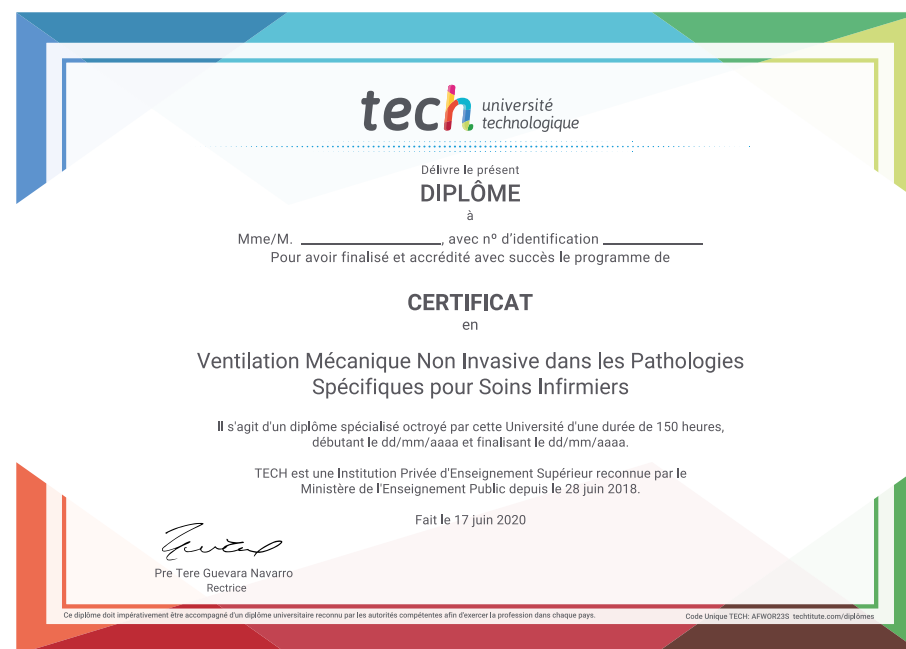 tech université
technologique
Délivre le présent
DIPLÔME
à
Mme/M. ____________________, avec nº d'identification ______________
Pour avoir finalisé et accrédité avec succès le programme de
CERTIFICAT
en
Ventilation Mécanique Non Invasive dans les Pathologies
Spécifiques pour Soins Infirmiers
Il s'agit d'un diplôme spécialisé octroyé par cette Université d'une durée de 150 heures,
débutant le dd/mm/aaaa et finalisant le dd/mm/aaaa.
TECH est une Institution Privée d'Enseignement Supérieur reconnue par le
Ministère de l'Enseignement Public depuis le 28 juin 2018.
Fait le 17 juin 2020
Pre Tere Guevara Navarro
Rectrice
Ce diplôme doit impérativement être accompagné d'un diplôme universitaire reconnu par les autorités compétentes afin d'exercer la profession dans chaque pays.
Code Unique TECH: AFWOR23S techtitute.com/diplômes